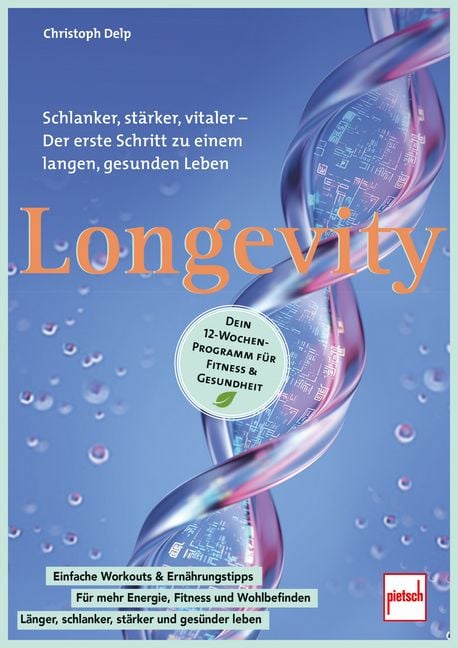 Christoph Delp
Schlanker, stärker, vitaler –
Der erste Schritt zu einem
langen, gesunden Leben
Longevity
DEIN
12-WOCHEN-
PROGRAMM FÜR
FITNESS &
GESUNDHEIT
Einfache Workouts & Ernährungstipps
Für mehr Energie, Fitness und Wohlbefinden
Länger, schlanker, stärker und gesünder leben
pietsch